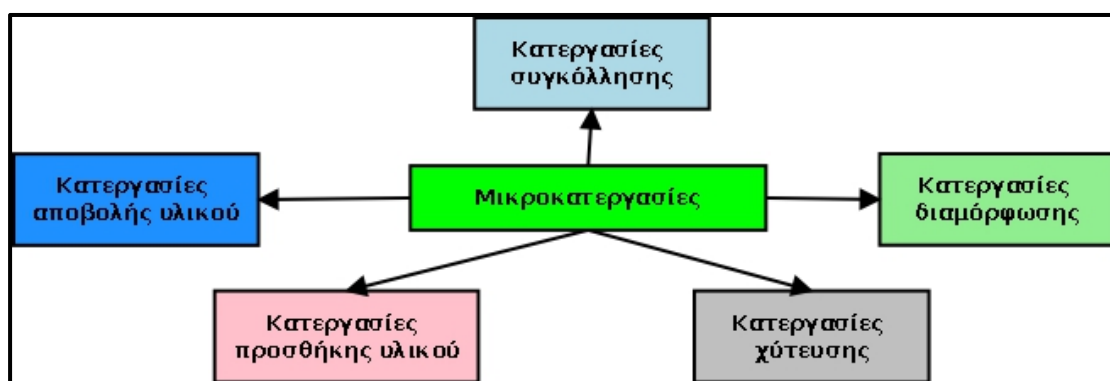 Κατεργασίες
συγκόλλησης
Κατεργασίες
αποβολής υλικού
Μικροκατεργασίες
Κατεργασίες
διαμόρφωσης
Κατεργασίες
προσθήκης υλικού
Κατεργασίες
χύτευσης